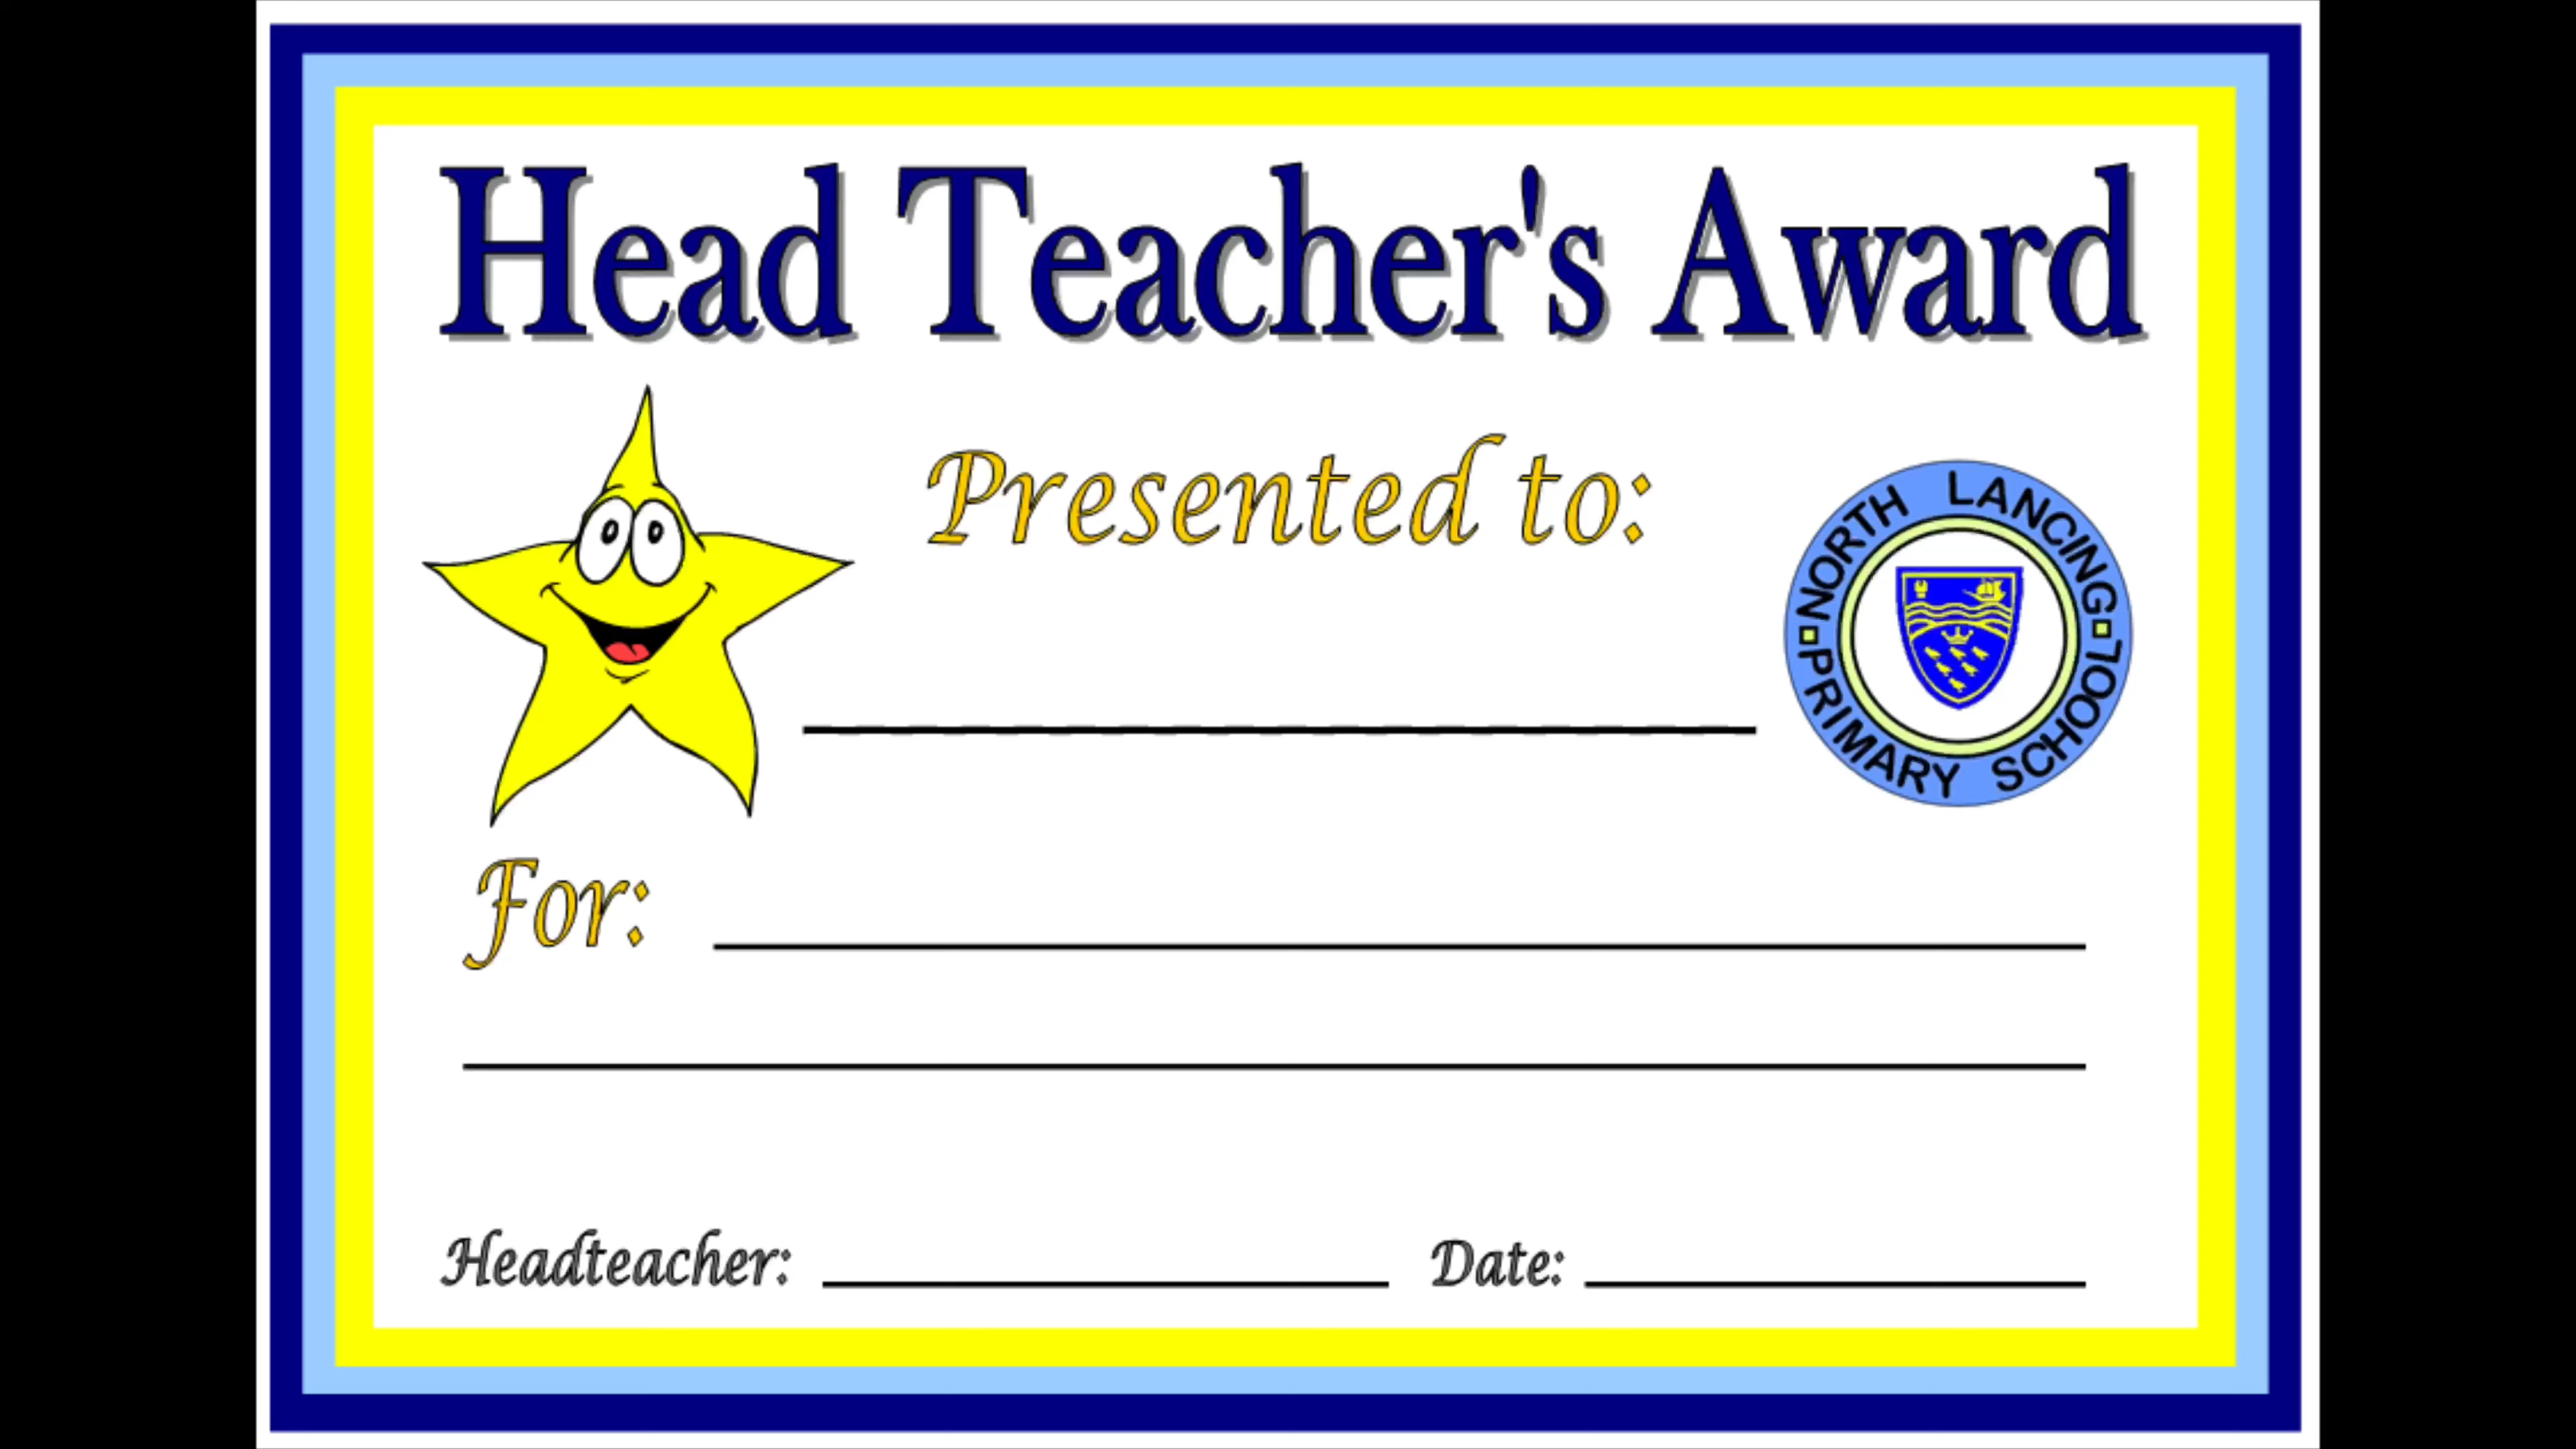 Head Teacher's Award
Presented to:
NORTH LANCING
PRIMARY SCHOOL
For:
Headteacher:
Date: